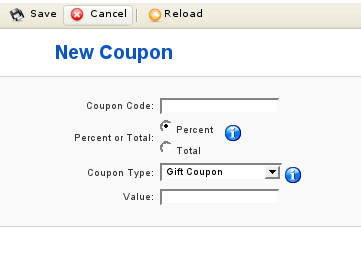 Save Cancel Reload
New Coupon
Coupon Code:
Percent or Total: Percent
Total
Coupon Type: Gift Coupon
Value: